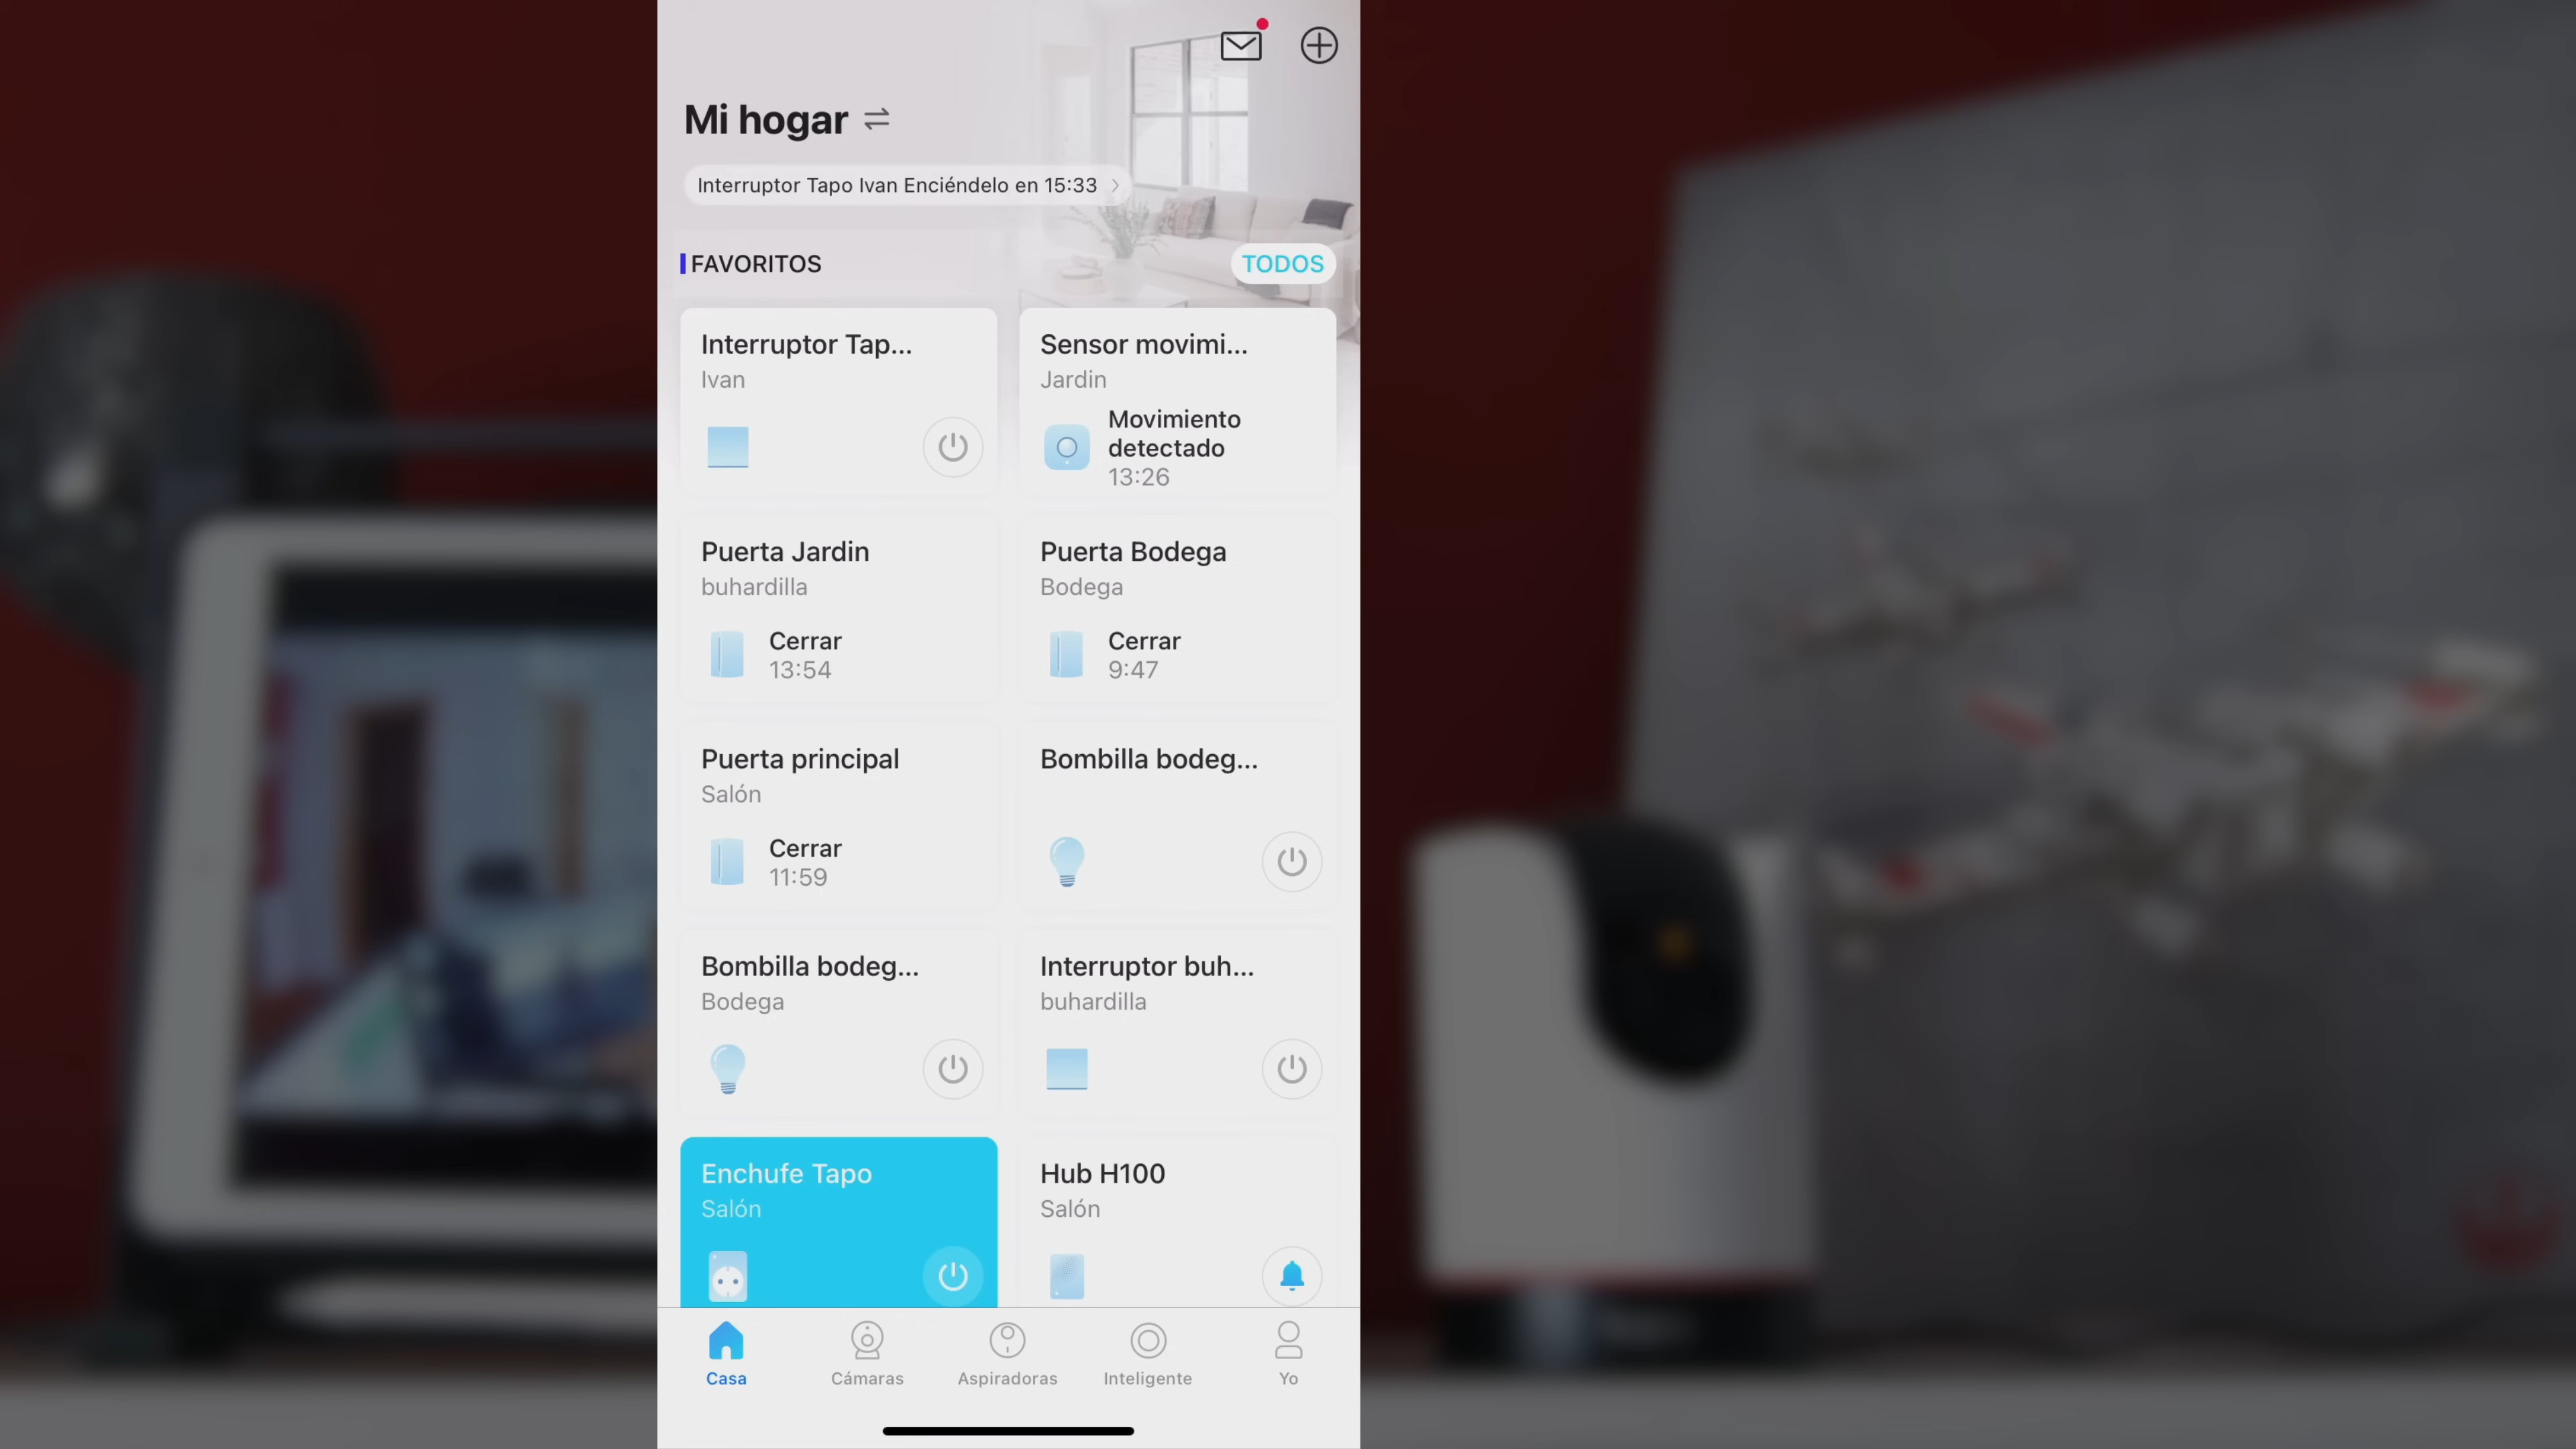 Mi hogar
Interruptor Tapo Ivan Enciéndelo en 15:33
FAVORITOS
TODOS
Interruptor Tap...
Ivan
Sensor movimi...
Jardin
Movimiento
detectado
13:26
Puerta Jardin
buhardilla
Cerrar
13:54
Puerta Bodega
Bodega
Cerrar
9:47
Puerta principal
Salón
Cerrar
11:59
Bombilla bodeg...
Bombilla bodeg...
Bodega
Interruptor buh...
buhardilla
Enchufe Tapo
Salón
Hub H100
Salón
Casa
Cámaras
Aspiradoras
Inteligente
Yo